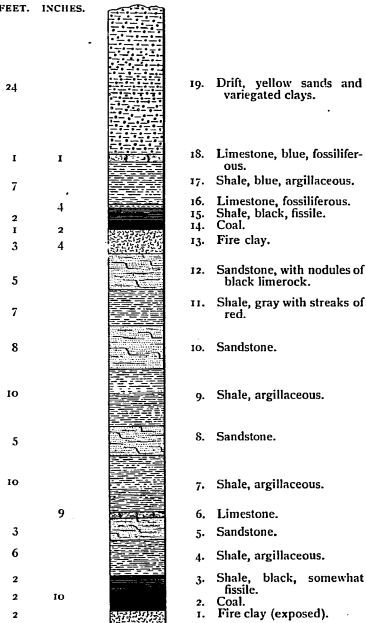 FEET. INCHES.
24 19. Drift, yellow sands and
variegated clays.
1 1 18. Limestone, blue, fossilifer-
ous.
7 17. Shale, blue, argillaceous.
4 16. Limestone, fossiliferous.
2 15. Shale, black, fissile.
1 2 14. Coal.
3 4 13. Fire clay.
5 12. Sandstone, with nodules of
black limerock.
7 11. Shale, gray with streaks of
red.
8 10. Sandstone.
10 9. Shale, argillaceous.
5 8. Sandstone.
10 7. Shale, argillaceous.
9 6. Limestone.
3 5. Sandstone.
6 4. Shale, argillaceous.
2 3. Shale, black, somewhat
fissile.
2 10 2. Coal.
2 1. Fire clay (exposed).